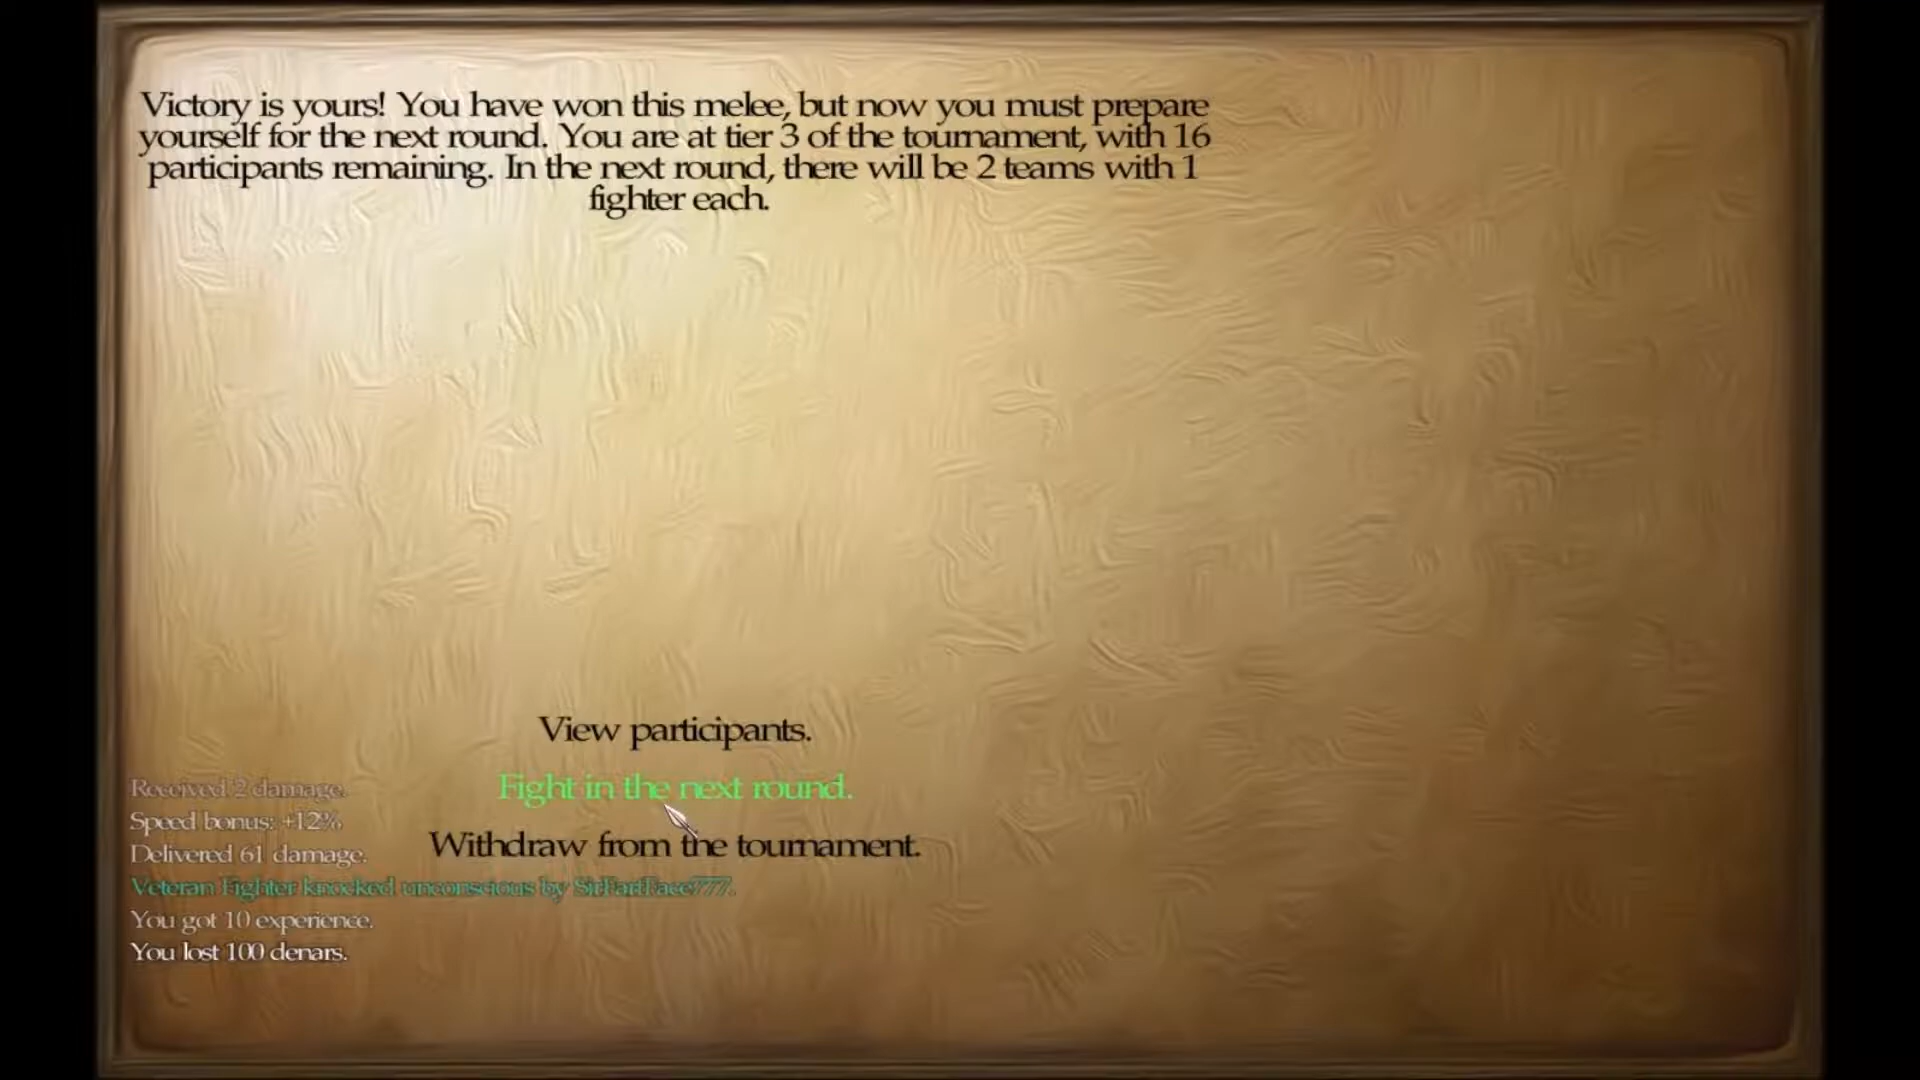 Victory is yours! You have won this melee, but now you must prepare
yourself for the next round. You are at tier 3 of the tournament, with 16
participants remaining. In the next round, there will be 2 teams with 1
fighter each.
View participants.
Fight in the next round.
Withdraw from the tournament.
Received 2 damage.
Speed bonus: +12%
Delivered 61 damage.
Veteran Fighter knocked unconscious by SirFartFace777.
You got 10 experience.
You lost 100 denars.